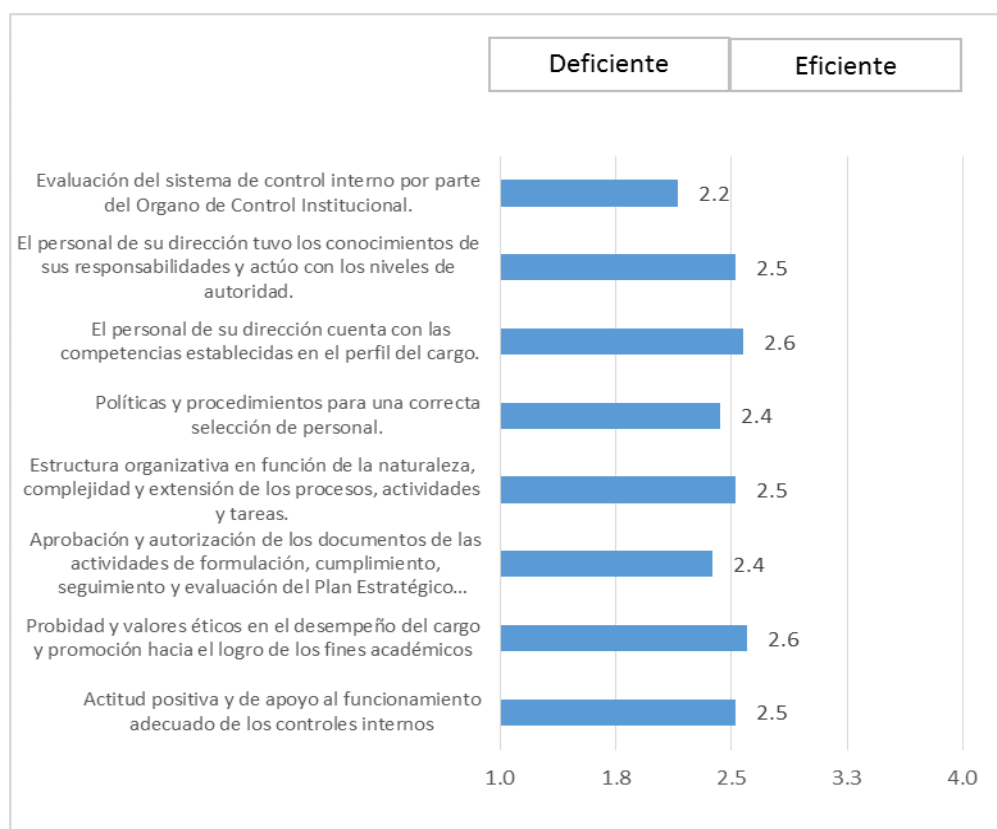 Deficiente
Eficiente
Evaluación del sistema de control interno por parte
del Organo de Control Institucional.
2.2
El personal de su dirección tuvo los conocimientos de
sus responsabilidades y actúo con los niveles de
autoridad.
2.5
El personal de su dirección cuenta con las
competencias establecidas en el perfil del cargo.
2.6
Políticas y procedimientos para una correcta
selección de personal.
2.4
Estructura organizativa en función de la naturaleza,
complejidad y extensión de los procesos, actividades
y tareas.
2.5
Aprobación y autorización de los documentos de las
actividades de formulación, cumplimiento,
seguimiento y evaluación del Plan Estratégico...
2.4
Probidad y valores éticos en el desempeño del cargo
y promoción hacia el logro de los fines académicos
2.6
Actitud positiva y de apoyo al funcionamiento
adecuado de los controles internos
2.5
1.0 1.8 2.5 3.3 4.0